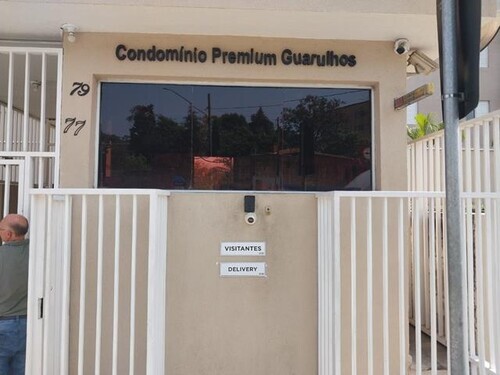 Condomínio Premium Guarulhos
79
77
VISITANTES
DELIVERY